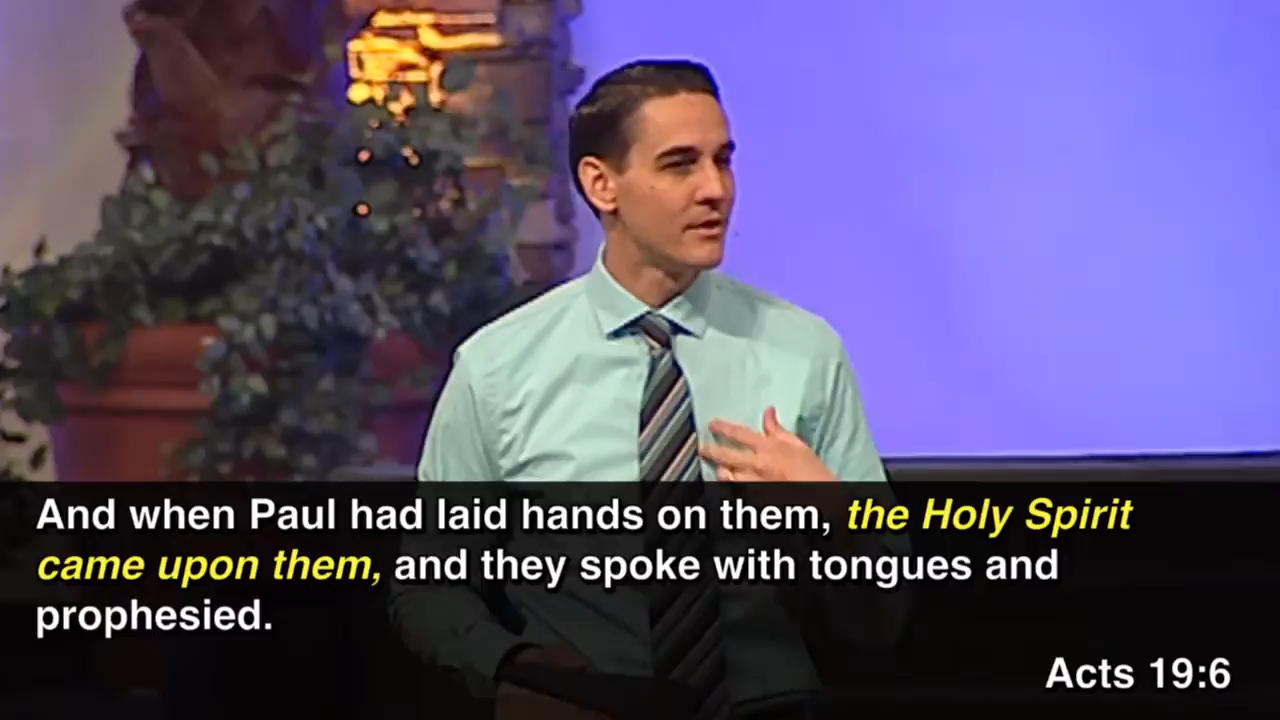 And when Paul had laid hands on them, the Holy Spirit
came upon them, and they spoke with tongues and
prophesied.
Acts 19:6